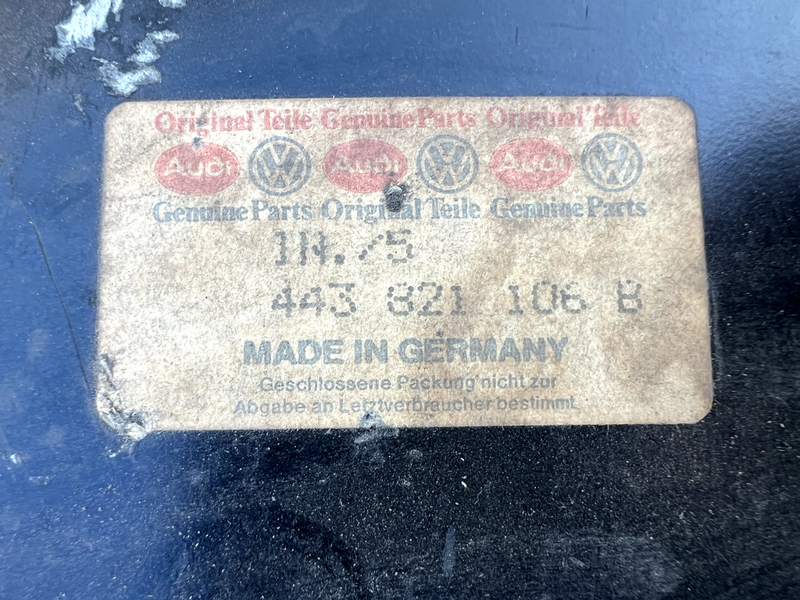 Original Teile Genuine Parts Original Teile
Audi VW Audi VW Audi VW
Genuine Parts Original Teile Genuine Parts
1N./5
443 821 106 B
MADE IN GERMANY
Geschlossene Packung nicht zur
Abgabe an Letztverbraucher bestimmt